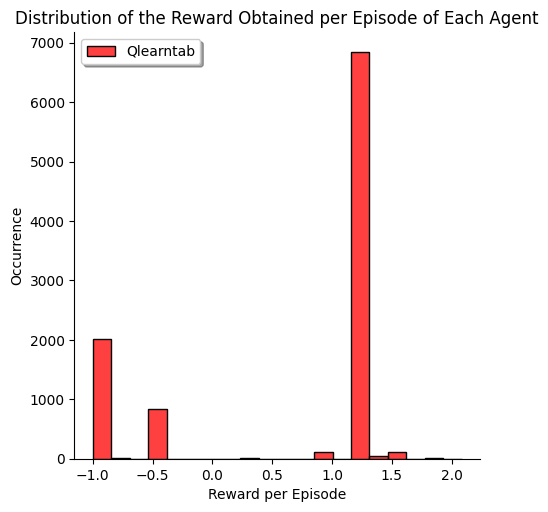 Distribution of the Reward Obtained per Episode of Each Agent
Qlearntab
7000
6000
5000
4000
3000
2000
1000
0
Occurrence
−1.0 −0.5 0.0 0.5 1.0 1.5 2.0
Reward per Episode